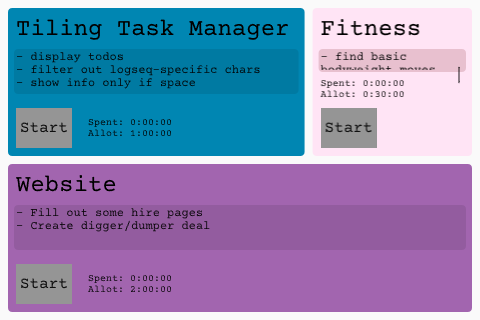 Tiling Task Manager
- display todos
- filter out logseq-specific chars
- show info only if space
Start
Spent: 0:00:00
Allot: 1:00:00
Fitness
- find basic
bodyweight moves
Spent: 0:00:00
Allot: 0:30:00
Start
Website
- Fill out some hire pages
- Create digger/dumper deal
Start
Spent: 0:00:00
Allot: 2:00:00